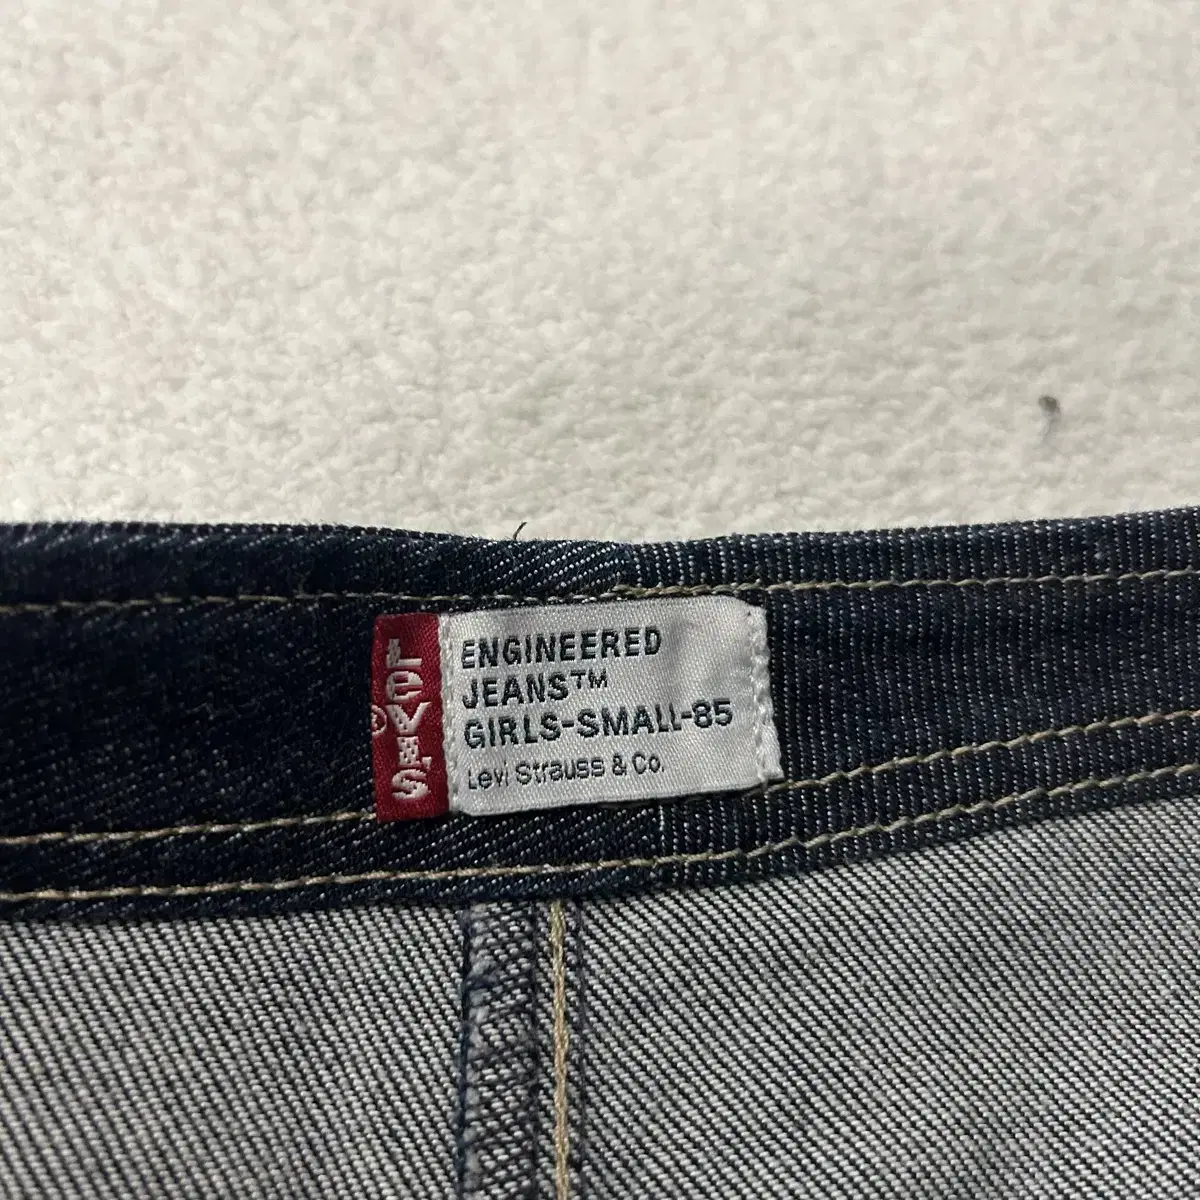 LEVI'S®
ENGINEERED
JEANS™
GIRLS-SMALL-85
Levi Strauss & Co.